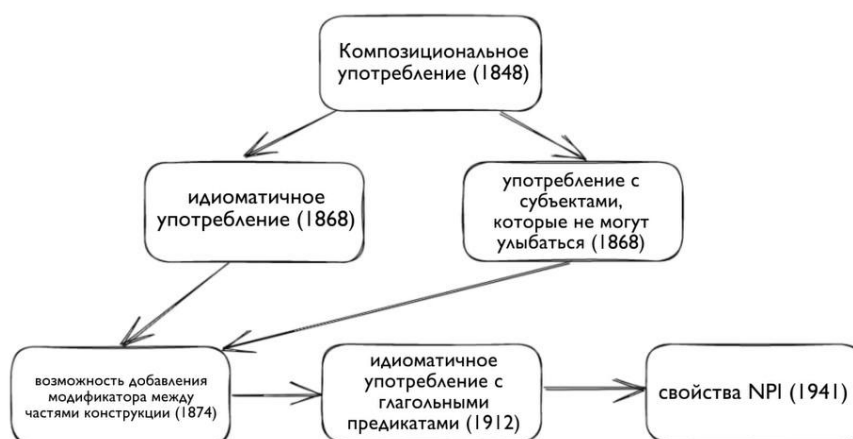 Композициональное
употребление (1848)
идиоматичное
употребление (1868)
употребление с
субъектами,
которые не могут
улыбаться (1868)
возможность добавления
модификатора между
частями конструкции (1874)
идиоматичное
употребление с
глагольными
предикатами (1912)
свойства NPI (1941)